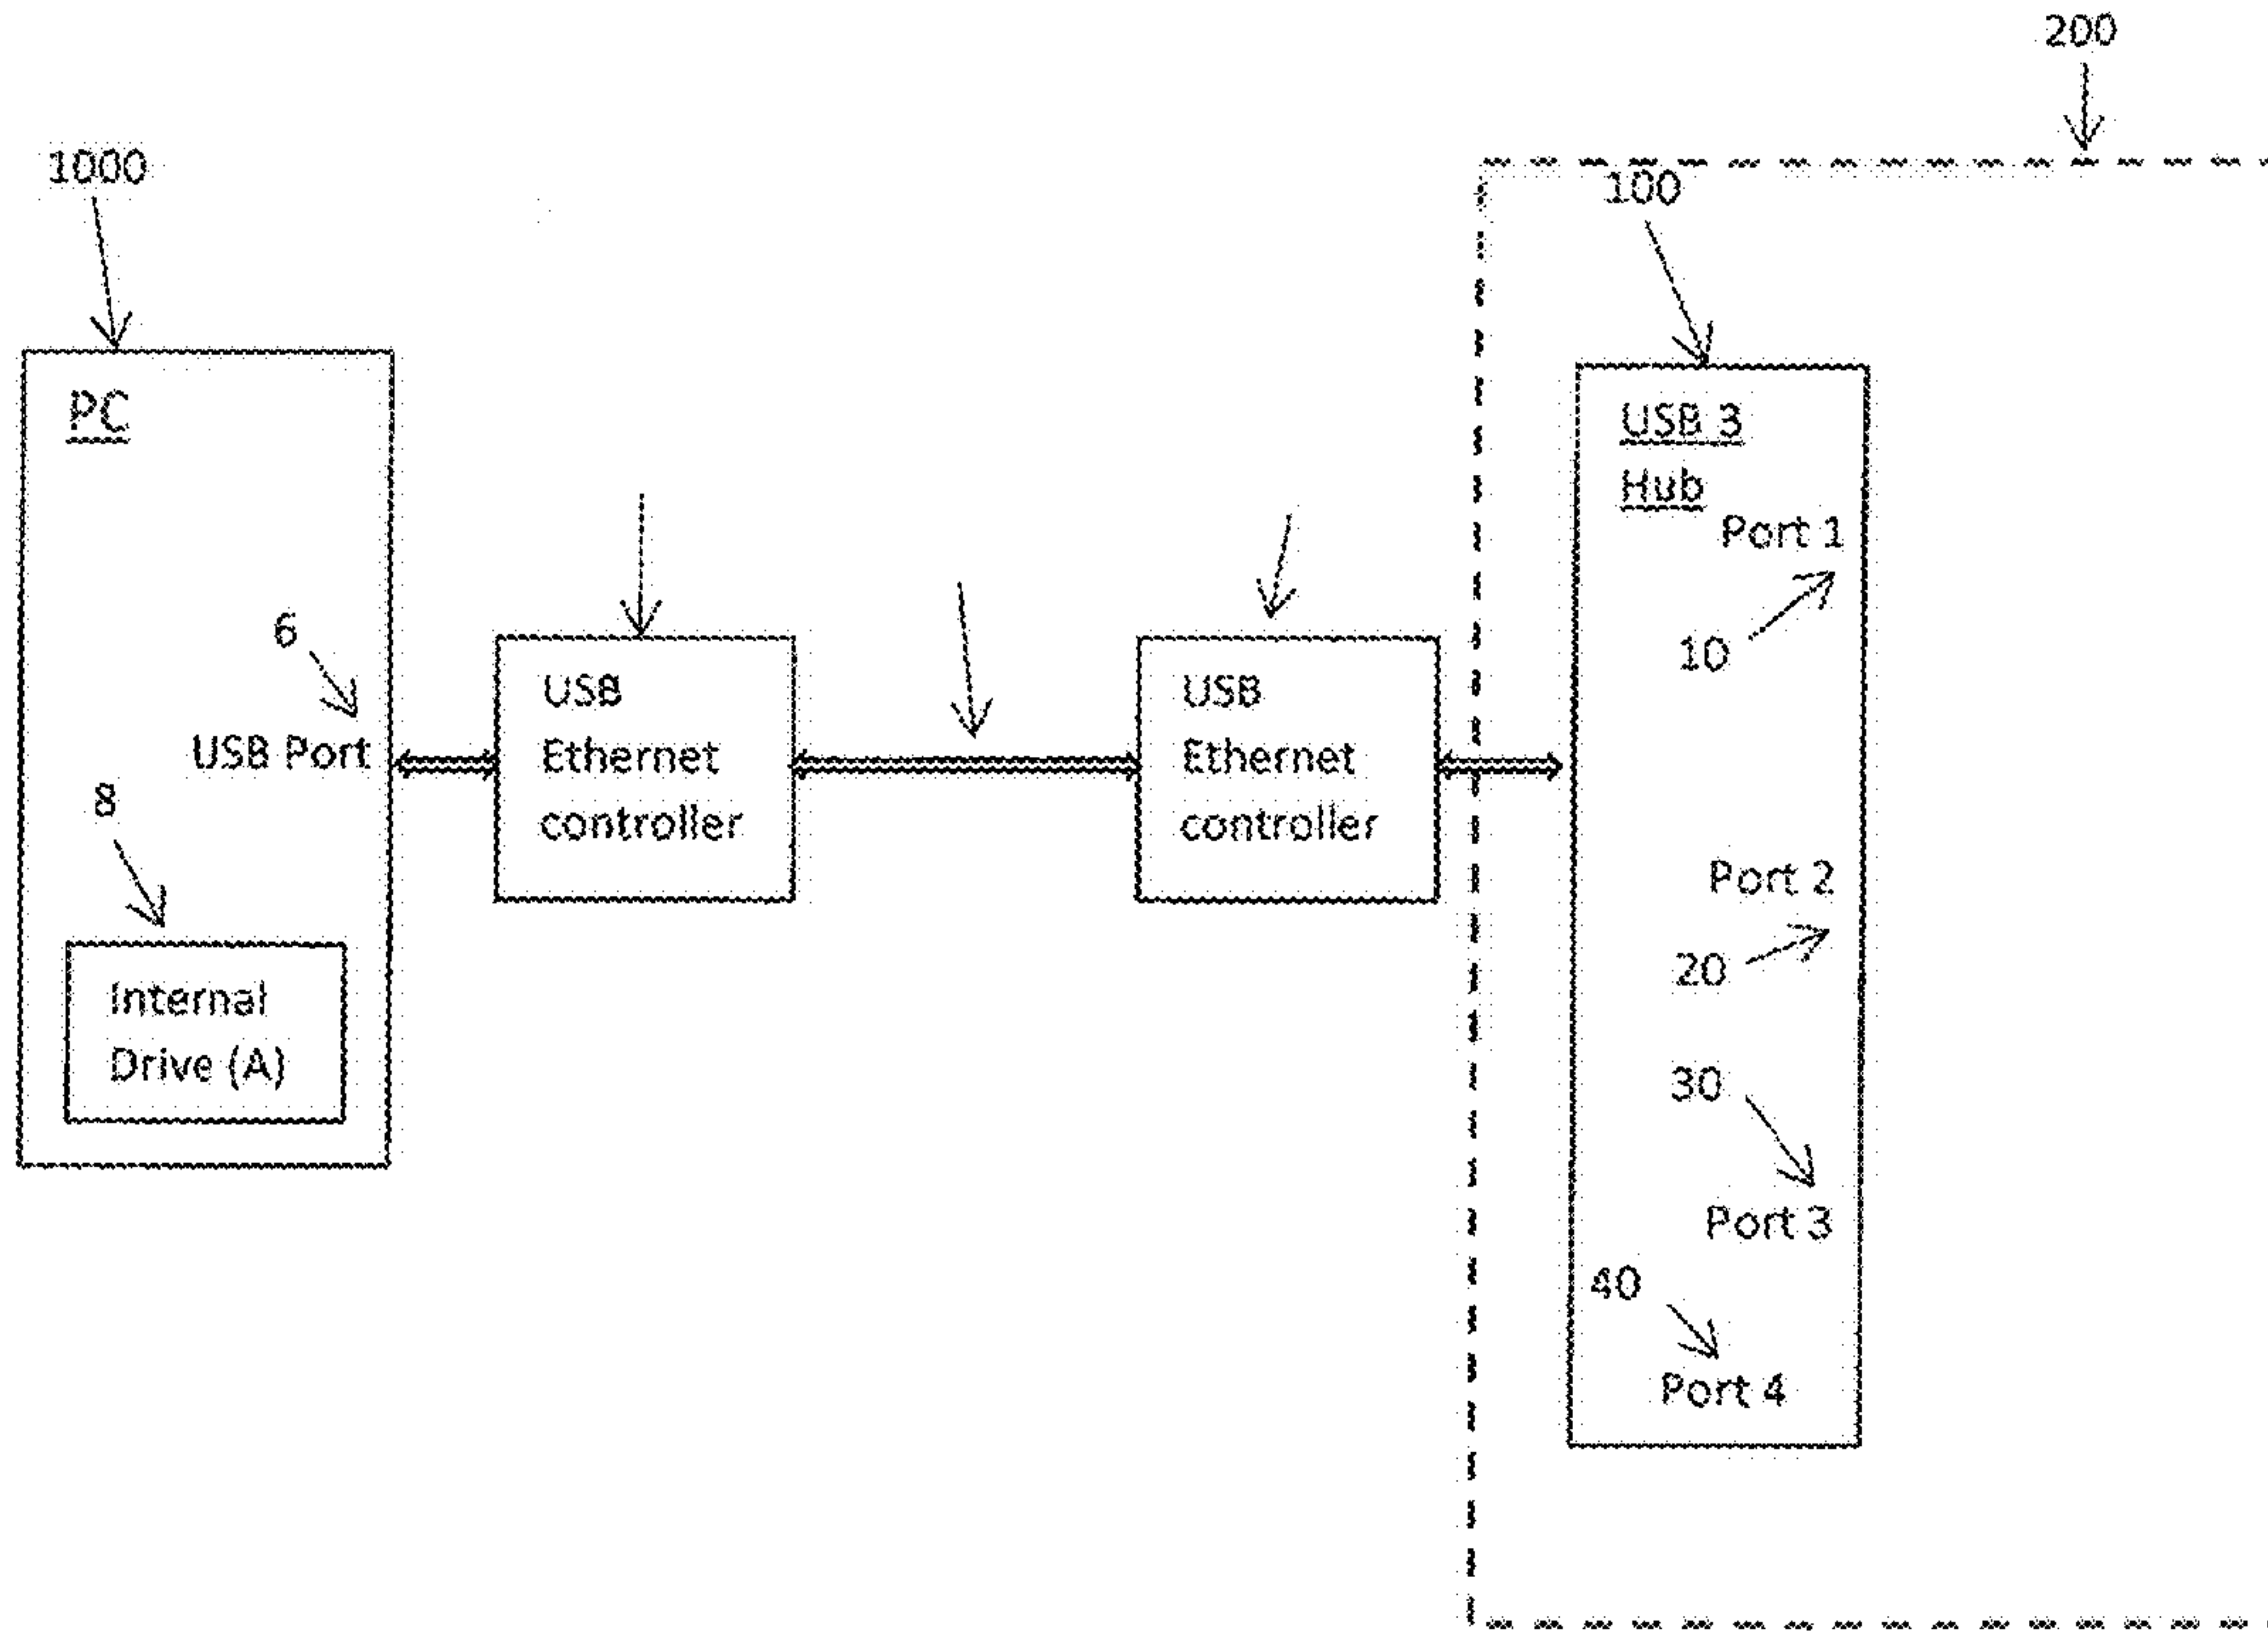 200
1000
100
PC
USB 3
Hub
Port 1
10
6
USB Port
USB
Ethernet
controller
USB
Ethernet
controller
8
Internal
Drive (A)
Port 2
20
30
Port 3
40
Port 4